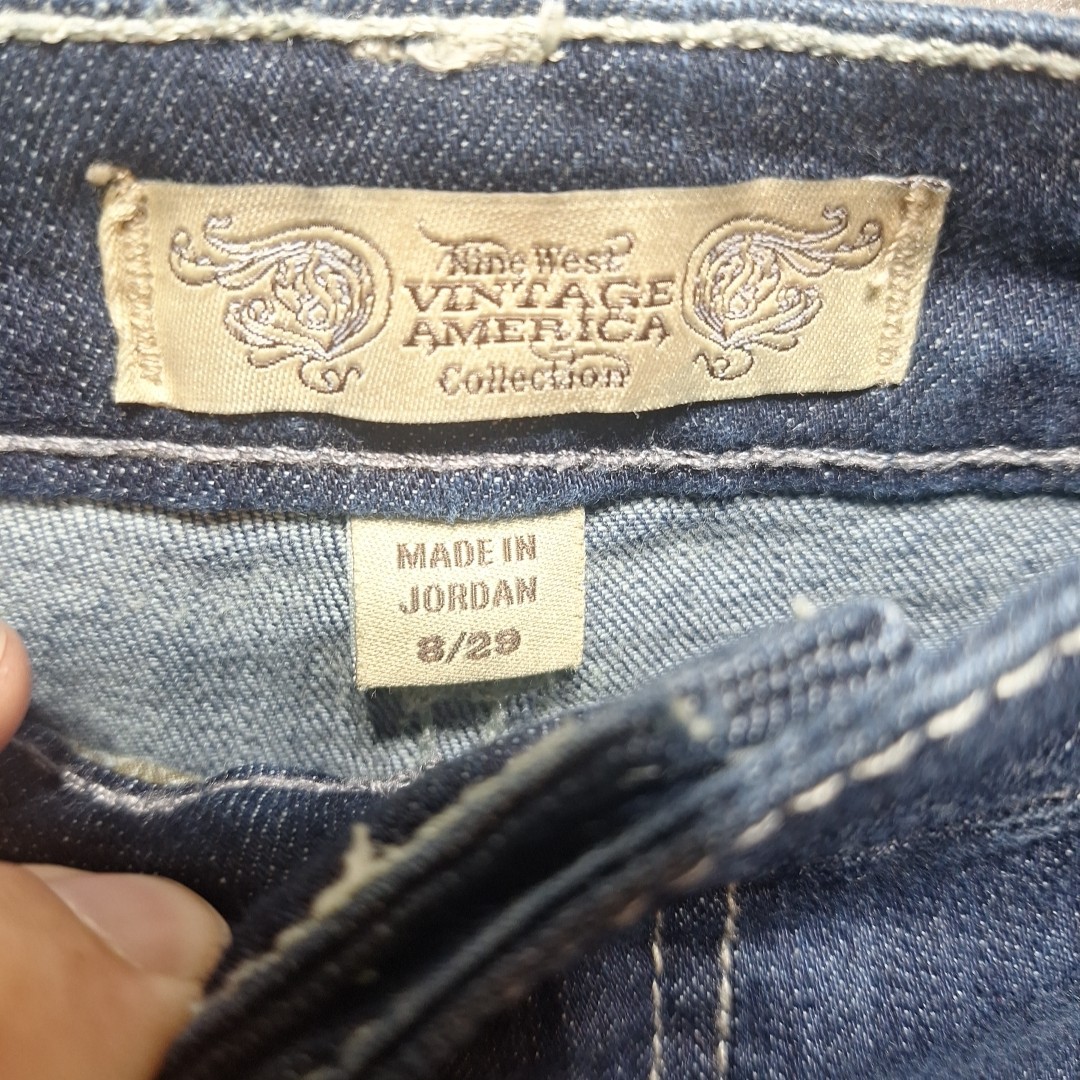 Nine West
VINTAGE
AMERICA
Collection
MADE IN
JORDAN
8/29